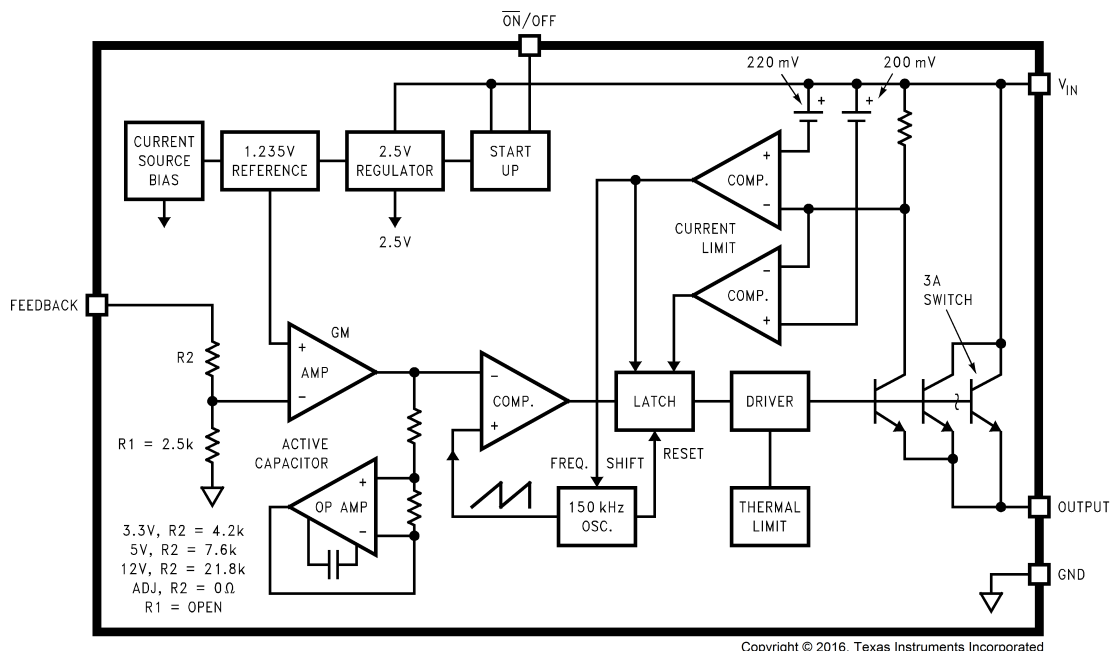 ON/OFF
220 mV
200 mV
VIN
CURRENT
SOURCE
BIAS
1.235V
REFERENCE
2.5V
REGULATOR
START
UP
2.5V
+
+
+
COMP.
−
CURRENT
LIMIT
−
COMP.
+
3A
SWITCH
FEEDBACK
R2
R1 = 2.5k
GM
+
AMP
−
−
COMP.
+
LATCH
DRIVER
RESET
FREQ. SHIFT
150 kHz
OSC.
THERMAL
LIMIT
ACTIVE
CAPACITOR
+
OP AMP
−
OUTPUT
GND
3.3V, R2 = 4.2k
5V, R2 = 7.6k
12V, R2 = 21.8k
ADJ, R2 = 0Ω
R1 = OPEN
Copyright © 2016, Texas Instruments Incorporated